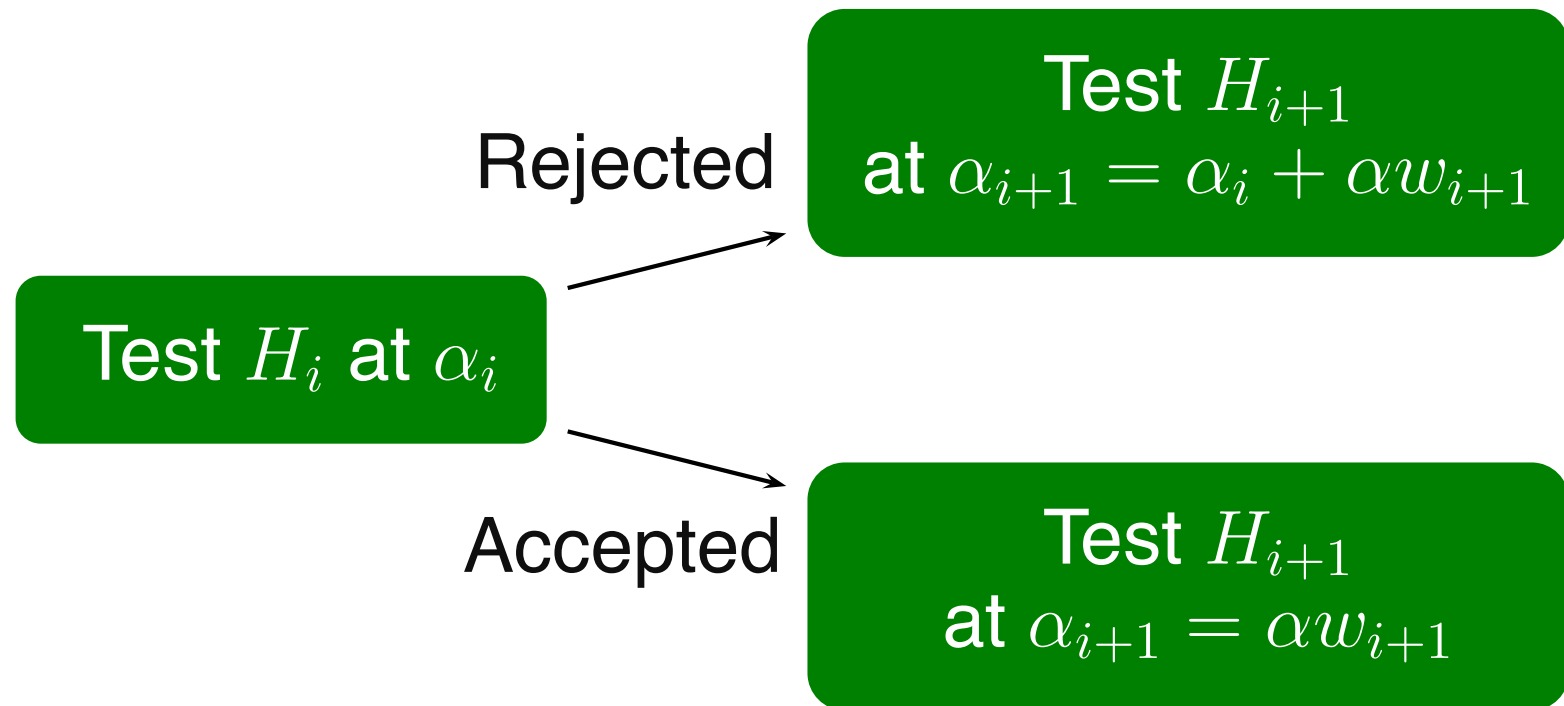 Test $H_{i+1}$
at $\alpha_{i+1} = \alpha_i + \alpha w_{i+1}$
Rejected
Test $H_i$ at $\alpha_i$
Accepted
Test $H_{i+1}$
at $\alpha_{i+1} = \alpha w_{i+1}$